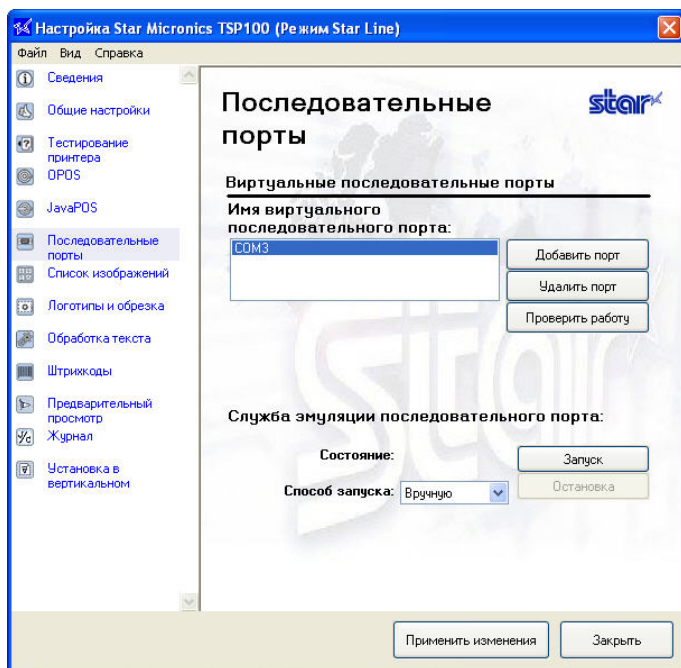 Настройка Star Micronics TSP100 (Режим Star Line)
Файл Вид Справка
Сведения
Общие настройки
Тестирование
принтера
OPOS
JavaPOS
Последовательные
порты
Список изображений
Логотипы и обрезка
Обработка текста
Штрихкоды
Предварительный
просмотр
Журнал
Установка в
вертикальном
Последовательные
порты
star
Виртуальные последовательные порты
Имя виртуального
последовательного порта:
COM3
Добавить порт
Удалить порт
Проверить работу
Служба эмуляции последовательного порта:
Состояние:
Запуск
Способ запуска: Вручную
Остановка
Применить изменения
Закрыть